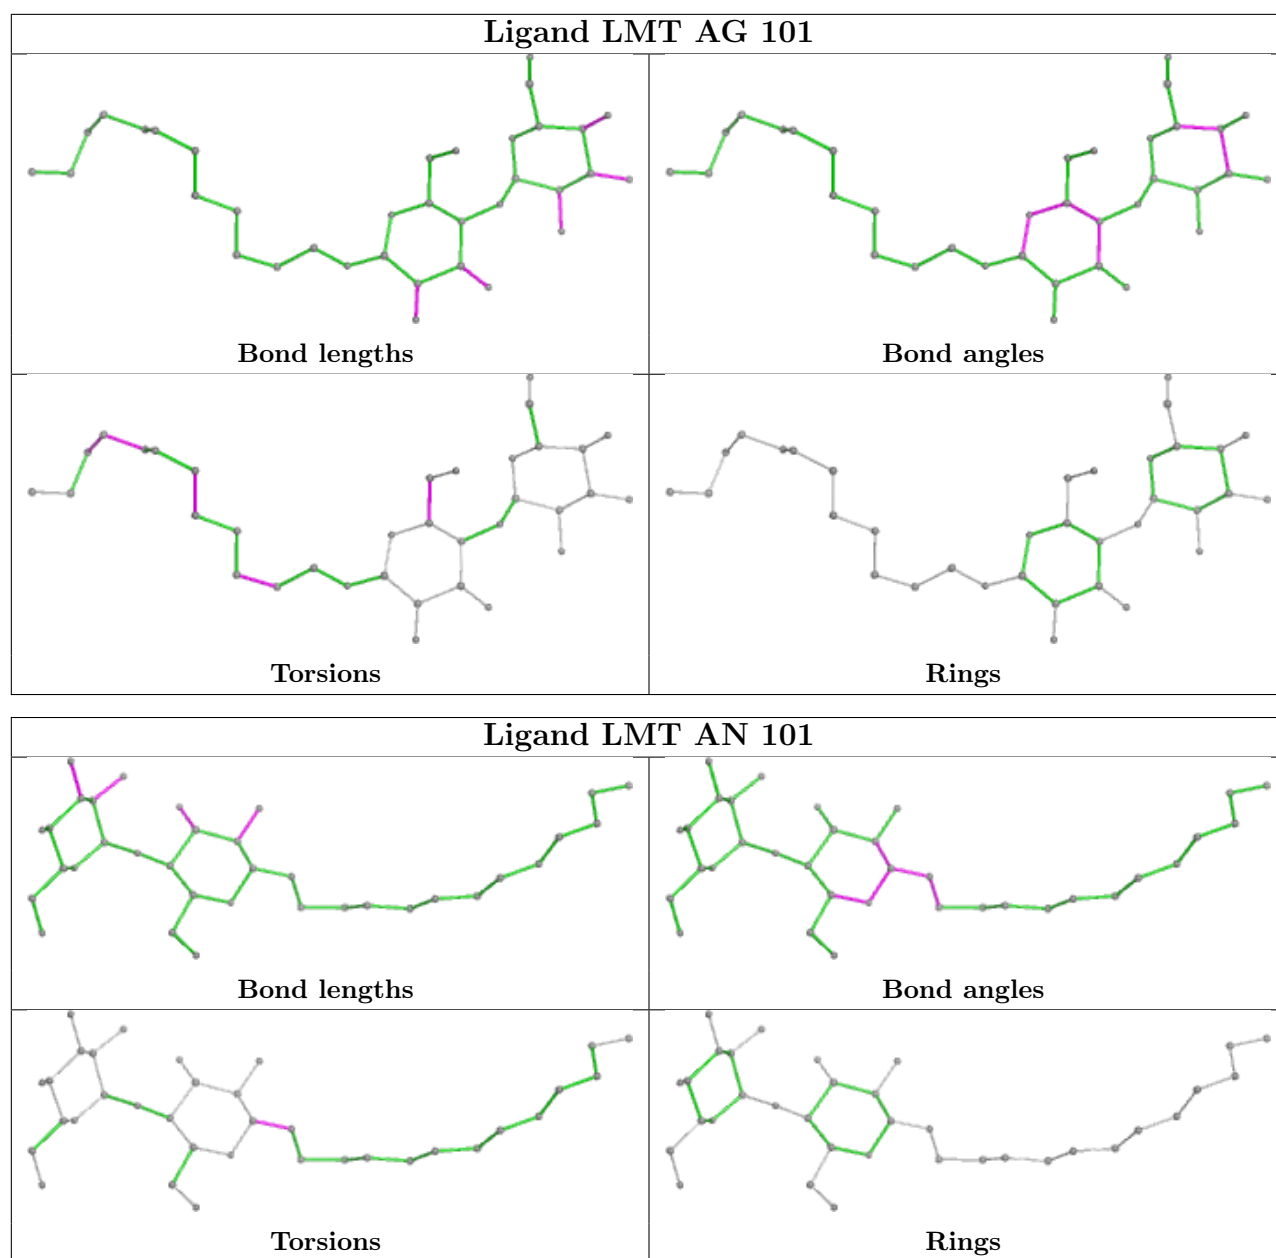 Ligand LMT AG 101
Bond lengths
Bond angles
Torsions
Rings
Ligand LMT AN 101
Bond lengths
Bond angles
Torsions
Rings